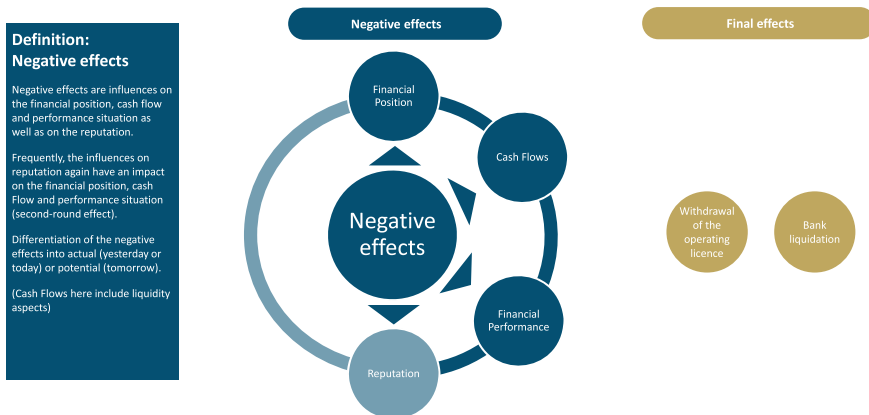 Definition:
Negative effects
Negative effects are influences on
the financial position, cash flow
and performance situation as
well as on the reputation.
Frequently, the influences on
reputation again have an impact
on the financial position, cash
Flow and performance situation
(second-round effect).
Differentiation of the negative
effects into actual (yesterday or
today) or potential (tomorrow).
(Cash Flows here include liquidity
aspects)
Negative effects
Financial
Position
Cash Flows
Negative
effects
Financial
Performance
Reputation
Final effects
Withdrawal
of the
operating
licence
Bank
liquidation